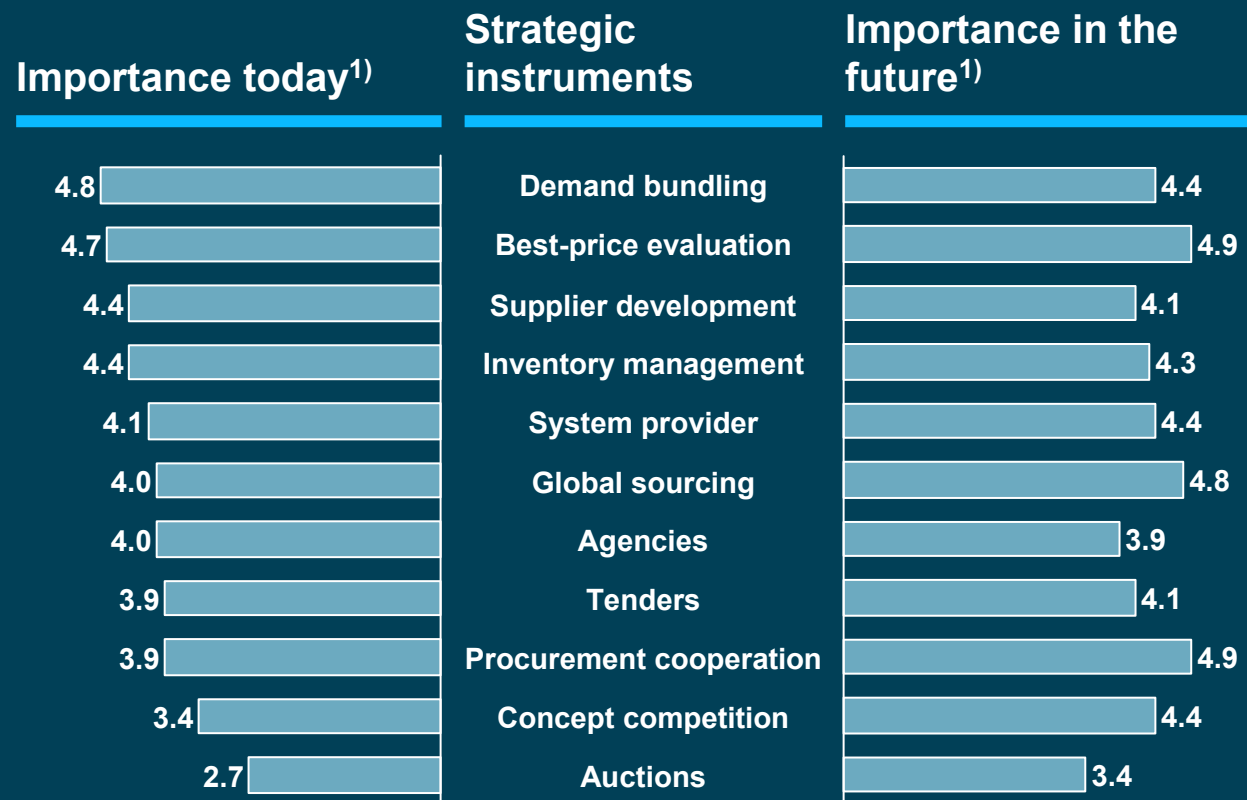 Importance today1)
Strategic
instruments
Importance in the
future1)
4.8 Demand bundling 4.4
4.7 Best-price evaluation 4.9
4.4 Supplier development 4.1
4.4 Inventory management 4.3
4.1 System provider 4.4
4.0 Global sourcing 4.8
4.0 Agencies 3.9
3.9 Tenders 4.1
3.9 Procurement cooperation 4.9
3.4 Concept competition 4.4
2.7 Auctions 3.4